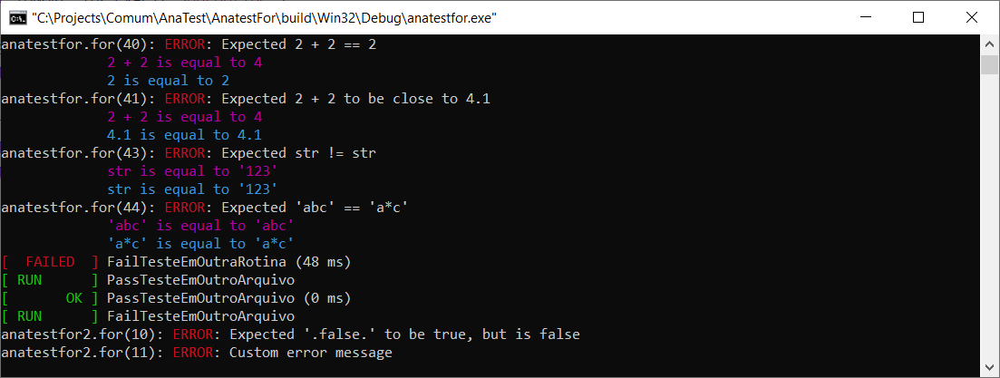 "C:\Projects\Comum\AnaTest\AnatestFor\build\Win32\Debug\anatestfor.exe"
anatestfor.for(40): ERROR: Expected 2 + 2 == 2
2 + 2 is equal to 4
2 is equal to 2
anatestfor.for(41): ERROR: Expected 2 + 2 to be close to 4.1
2 + 2 is equal to 4
4.1 is equal to 4.1
anatestfor.for(43): ERROR: Expected str != str
str is equal to '123'
str is equal to '123'
anatestfor.for(44): ERROR: Expected 'abc' == 'a*c'
'abc' is equal to 'abc'
'a*c' is equal to 'a*c'
[  FAILED  ] FailTesteEmOutraRotina (48 ms)
[ RUN      ] PassTesteEmOutroArquivo
[       OK ] PassTesteEmOutroArquivo (0 ms)
[ RUN      ] FailTesteEmOutroArquivo
anatestfor2.for(10): ERROR: Expected '.false.' to be true, but is false
anatestfor2.for(11): ERROR: Custom error message